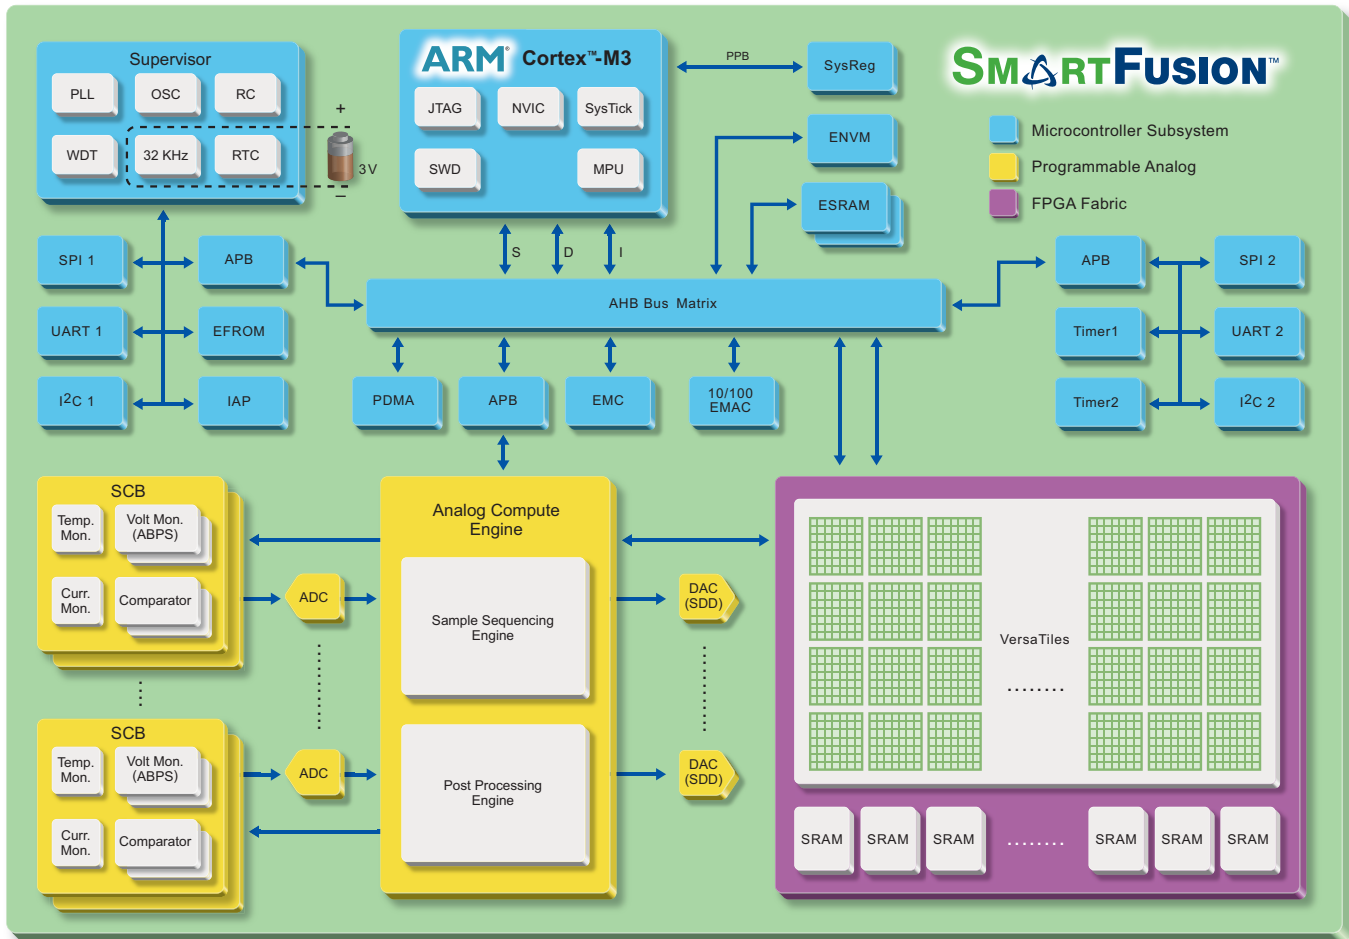 Supervisor
PLL
OSC
RC
WDT
32 KHz
RTC
+
3V
–
ARM® Cortex™-M3
JTAG
NVIC
SysTick
SWD
MPU
PPB
SysReg
ENVM
ESRAM
SMARTFUSION™
Microcontroller Subsystem
Programmable Analog
FPGA Fabric
S
D
I
SPI 1
APB
UART 1
EFROM
I2C 1
IAP
AHB Bus Matrix
PDMA
APB
EMC
10/100
EMAC
APB
SPI 2
Timer1
UART 2
Timer2
I2C 2
SCB
Temp.
Mon.
Volt Mon.
(ABPS)
Curr.
Mon.
Comparator
ADC
SCB
Temp.
Mon.
Volt Mon.
(ABPS)
Curr.
Mon.
Comparator
ADC
Analog Compute
Engine
Sample Sequencing
Engine
Post Processing
Engine
DAC
(SDD)
DAC
(SDD)
VersaTiles
........
SRAM
SRAM
SRAM
........
SRAM
SRAM
SRAM